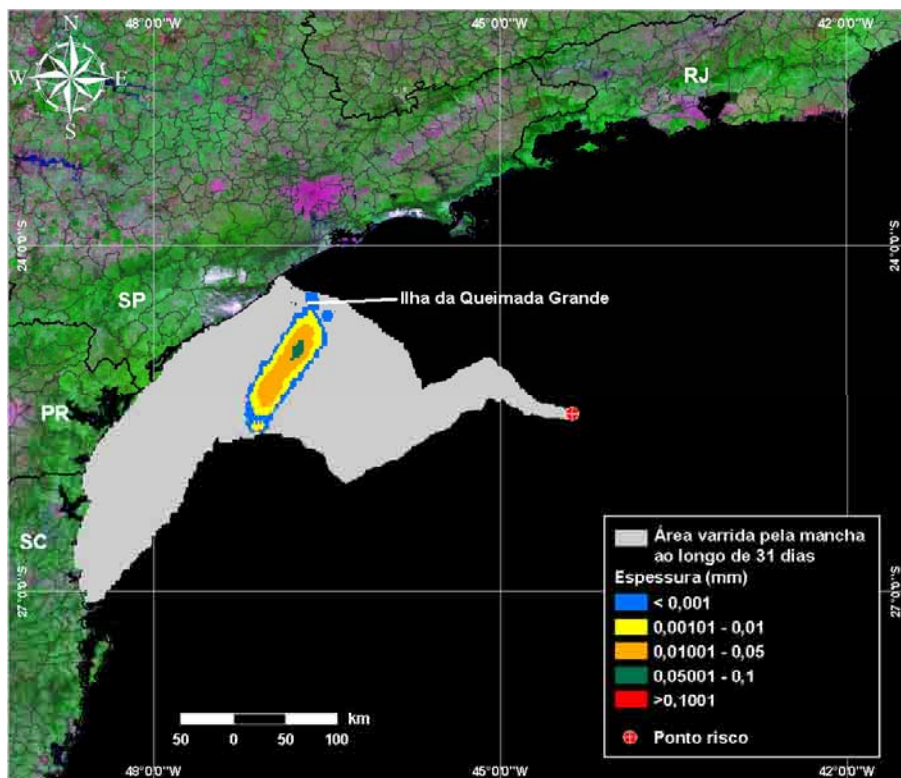 48°0'0"W
45°0'0"W
42°0'0"W
N
W
E
S
RJ
24°0'0"S
24°0'0"S
Ilha da Queimada Grande
SP
PR
SC
27°0'0"S
27°0'0"S
Área varrida pela mancha
ao longo de 31 dias
Espessura (mm)
< 0,001
0,00101 - 0,01
0,01001 - 0,05
0,05001 - 0,1
>0,1001
Ponto risco
km
50 0 50 100
48°0'0"W
45°0'0"W
42°0'0"W